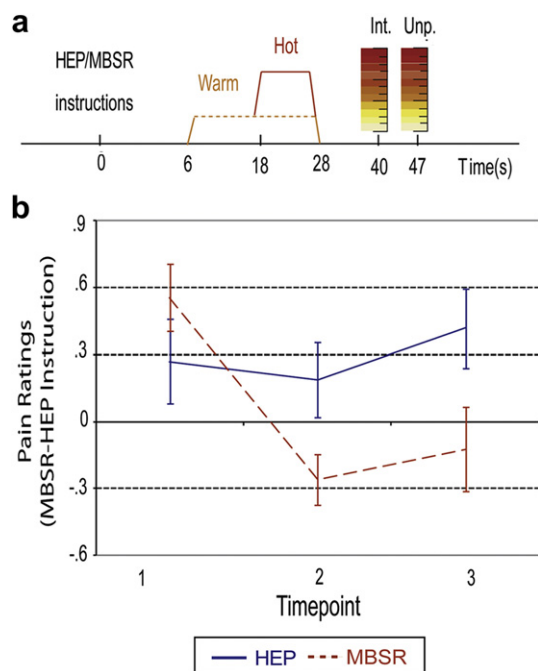 a
Int. Unp.
Hot
HEP/MBSR
Warm
instructions
0 6 18 28 40 47 Time(s)
b
Pain Ratings
(MBSR-HEP Instruction)
.9
.6
.3
0
-.3
-.6
1 2 3
Timepoint
HEP MBSR